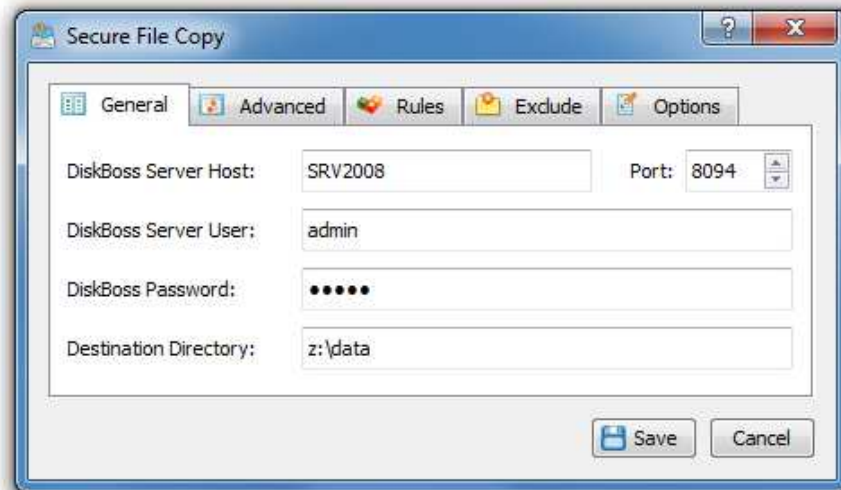 Secure File Copy
General Advanced Rules Exclude Options
DiskBoss Server Host: SRV2008 Port: 8094
DiskBoss Server User: admin
DiskBoss Password: •••••
Destination Directory: z:\data
Save Cancel